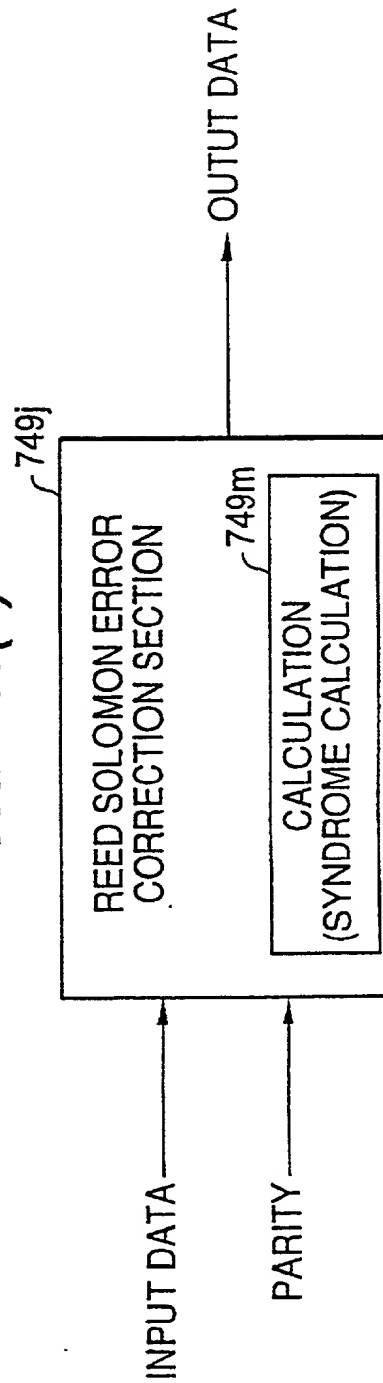 749j
REED SOLOMON ERROR
CORRECTION SECTION
749m
CALCULATION
(SYNDROME CALCULATION)
INPUT DATA
PARITY
OUTUT DATA